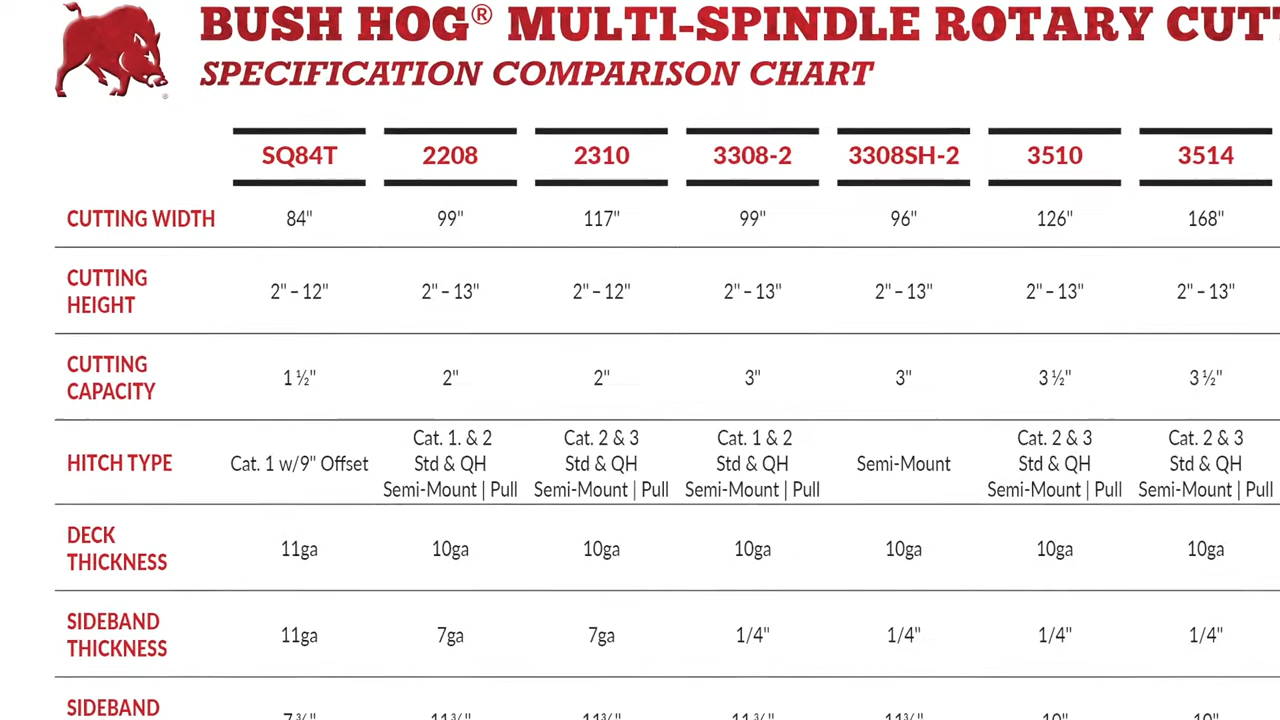 BUSH HOG® MULTI-SPINDLE ROTARY
SPECIFICATION COMPARISON CHART
SQ84T 2208 2310 3308-2 3308SH-2 3510 3514
CUTTING WIDTH 84" 99" 117" 99" 96" 126" 168"
CUTTING
HEIGHT 2" – 12" 2" – 13" 2" – 12" 2" – 13" 2" – 13" 2" – 13" 2" – 13"
CUTTING
CAPACITY 1 ½" 2" 2" 3" 3" 3 ½" 3 ½"
Cat. 1. & 2 Cat. 2 & 3 Cat. 1 & 2 Cat. 2 & 3 Cat. 2 & 3
HITCH TYPE Cat. 1 w/9" Offset Std & QH Std & QH Std & QH Semi-Mount Std & QH Std & QH
Semi-Mount | Pull Semi-Mount | Pull Semi-Mount | Pull Semi-Mount | Pull Semi-Mount | Pull
DECK
THICKNESS 11ga 10ga 10ga 10ga 10ga 10ga 10ga
SIDEBAND
THICKNESS 11ga 7ga 7ga 1/4" 1/4" 1/4" 1/4"
SIDEBAND